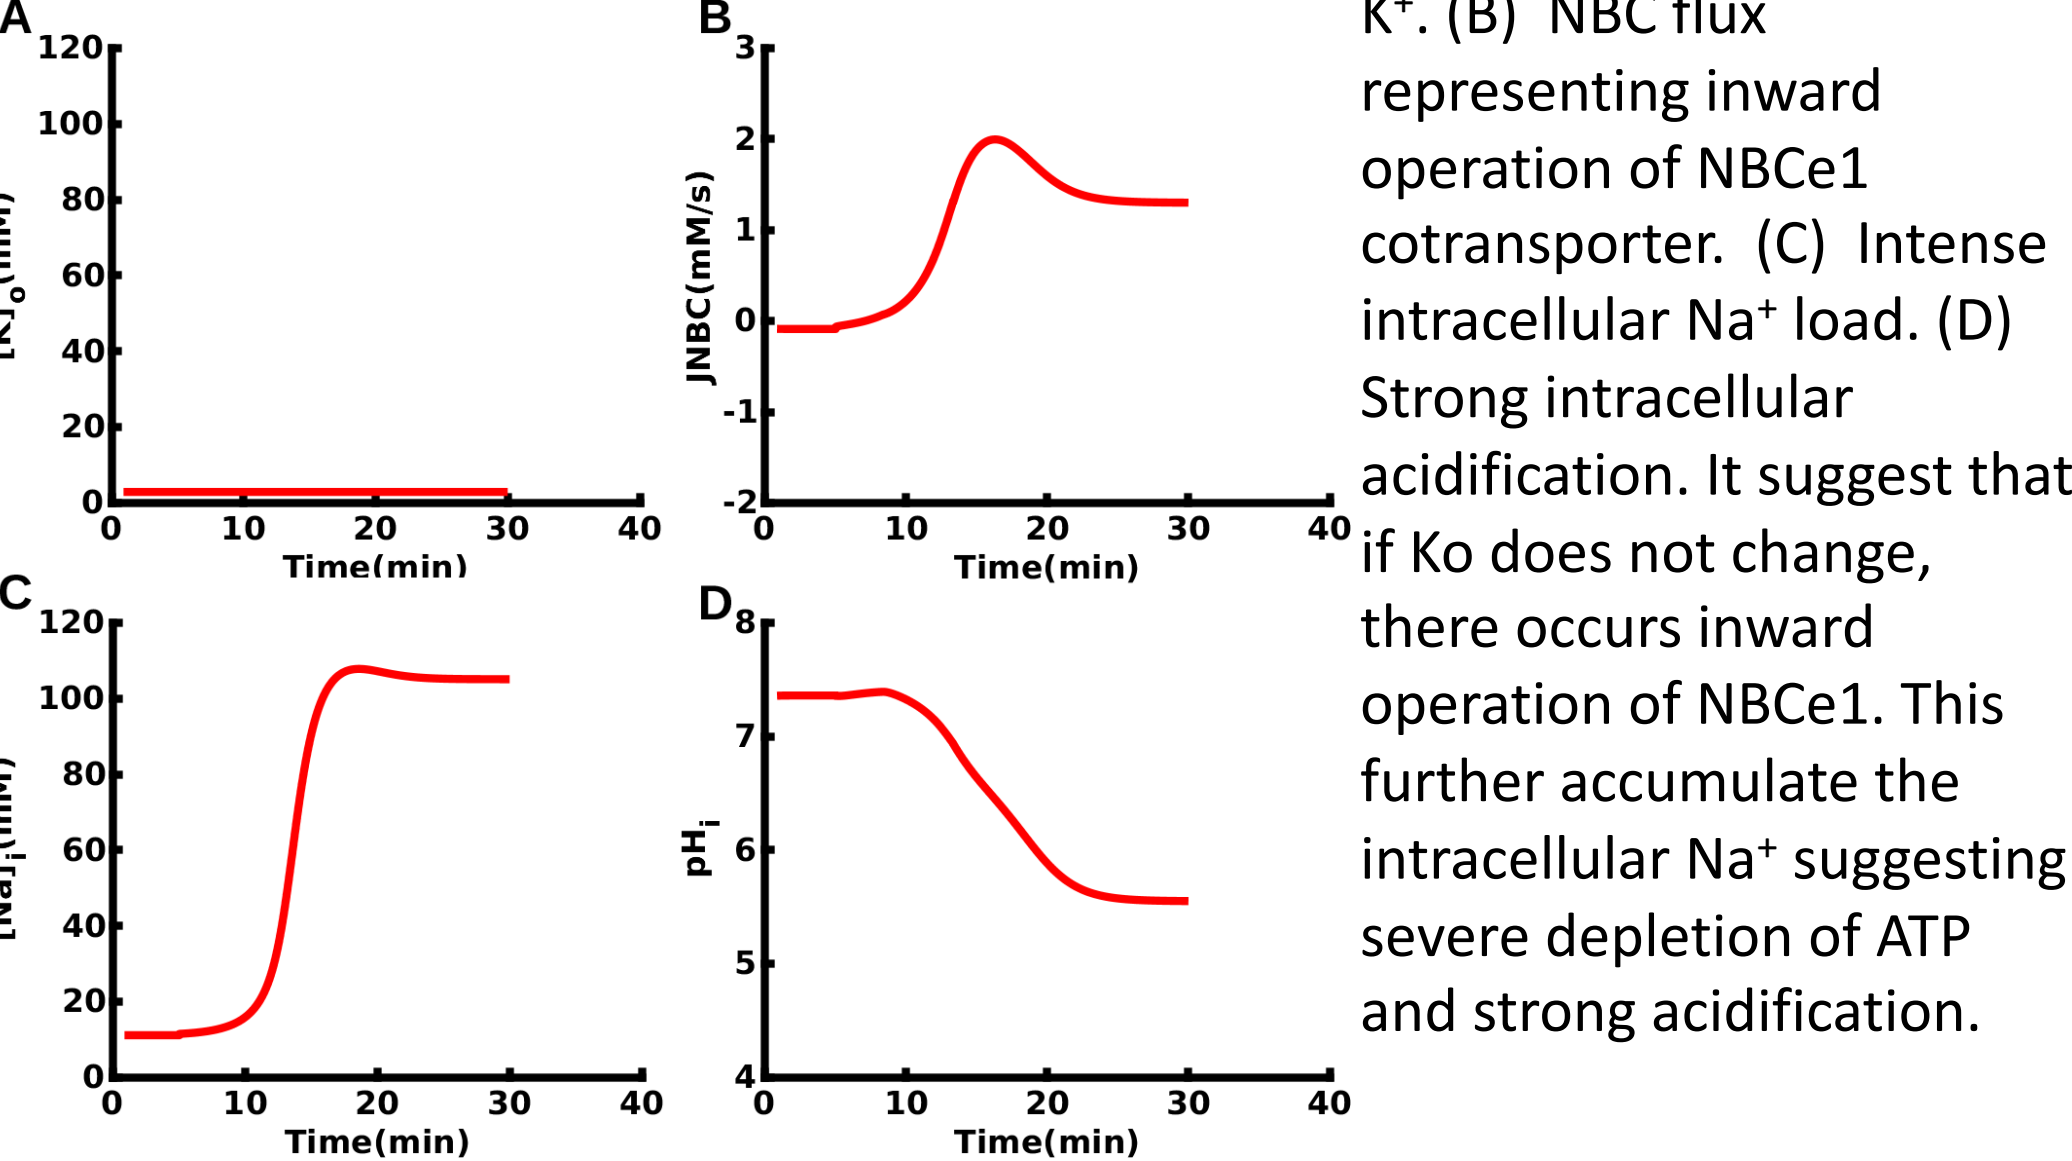 A
120
100
80
60
40
20
0
0 10 20 30 40
Time(min)
[K]o(mM)
B
3
2
1
0
-1
-2
0 10 20 30 40
Time(min)
JNBC(mM/s)
C
120
100
80
60
40
20
0
0 10 20 30 40
Time(min)
[Na]i(mM)
D
8
7
6
5
4
0 10 20 30 40
Time(min)
pHi
K⁺. (B) NBC flux
representing inward
operation of NBCe1
cotransporter. (C) Intense
intracellular Na⁺ load. (D)
Strong intracellular
acidification. It suggest that
if Ko does not change,
there occurs inward
operation of NBCe1. This
further accumulate the
intracellular Na⁺ suggesting
severe depletion of ATP
and strong acidification.